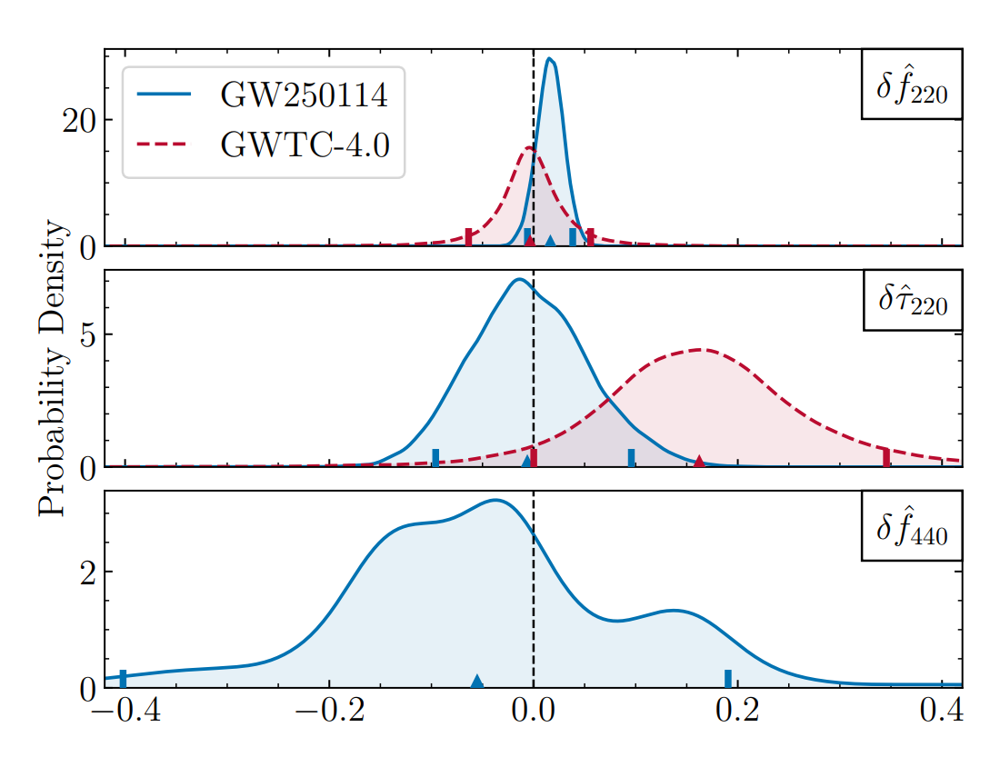 GW250114
GWTC-4.0
δf̂₂₂₀
20
0
Probability Density
δτ̂₂₂₀
5
0
δf̂₄₄₀
2
0
−0.4 −0.2 0.0 0.2 0.4